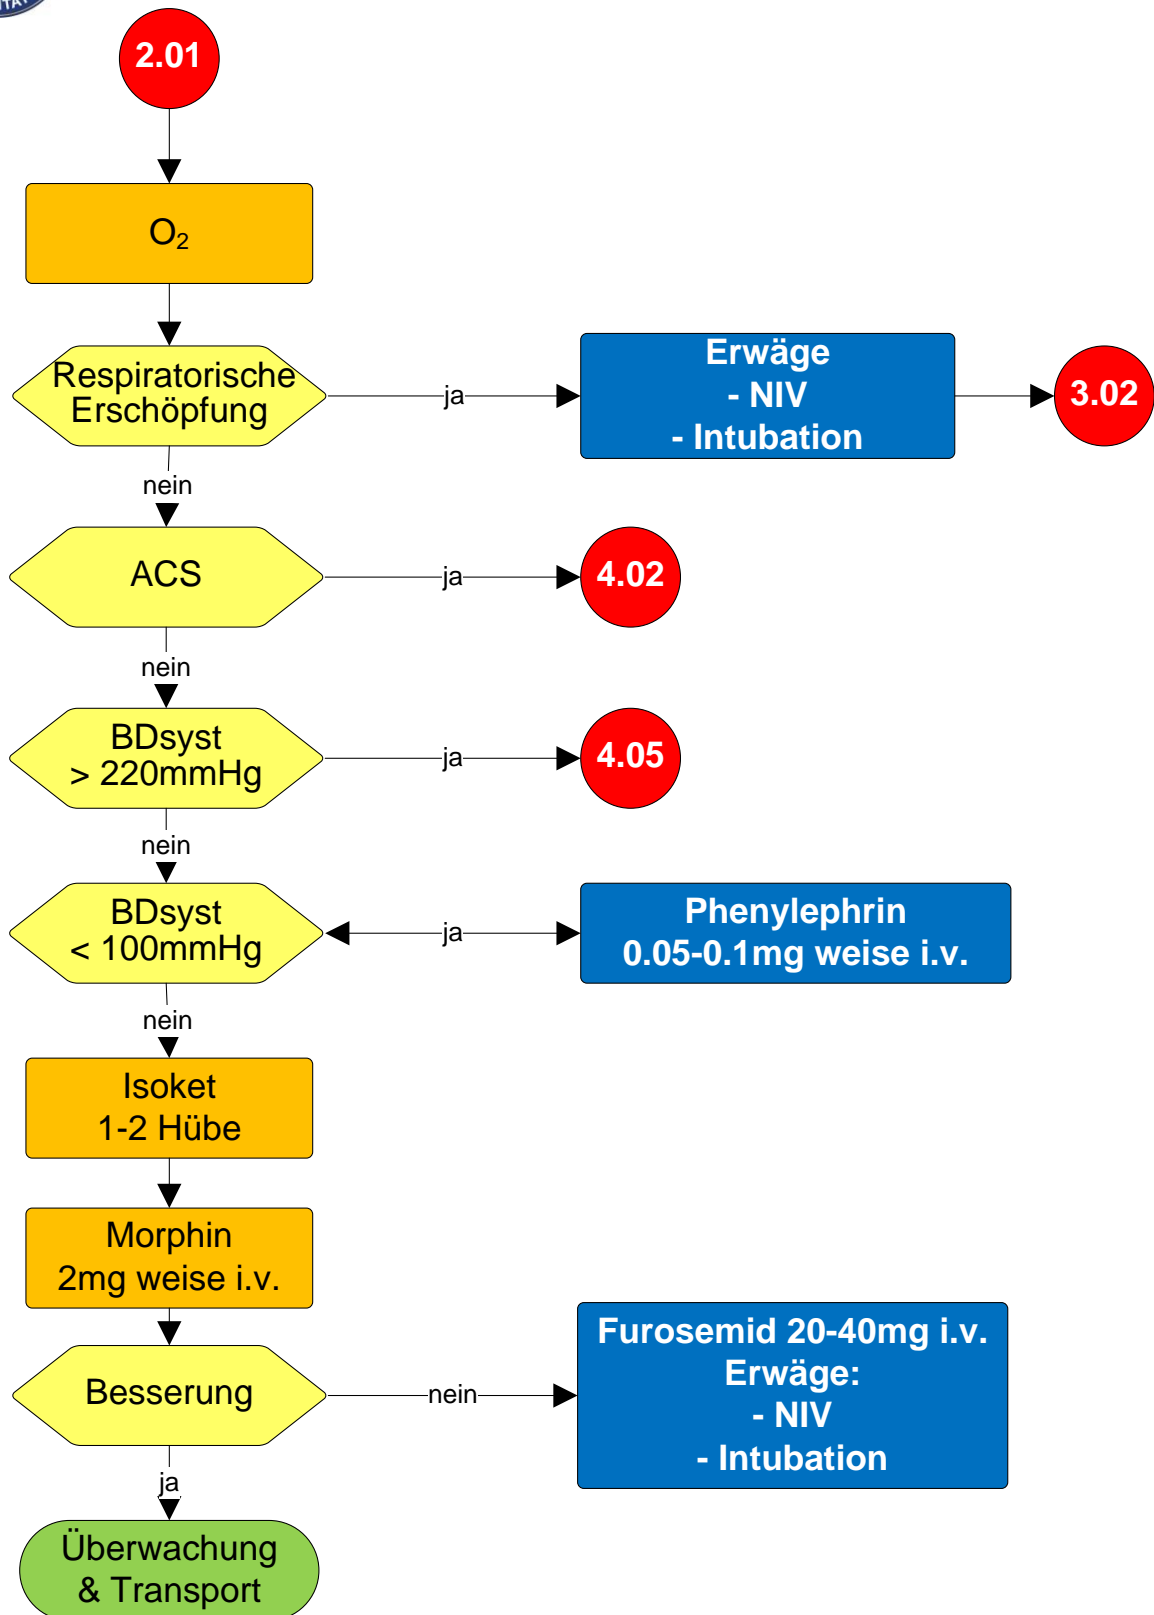 2.01
O₂
Respiratorische
Erschöpfung
ja
Erwäge
- NIV
- Intubation
3.02
nein
ACS
ja
4.02
nein
BDsyst
> 220mmHg
ja
4.05
nein
BDsyst
< 100mmHg
ja
Phenylephrin
0.05-0.1mg weise i.v.
nein
Isoket
1-2 Hübe
Morphin
2mg weise i.v.
Besserung
nein
Furosemid 20-40mg i.v.
Erwäge:
- NIV
- Intubation
ja
Überwachung
& Transport